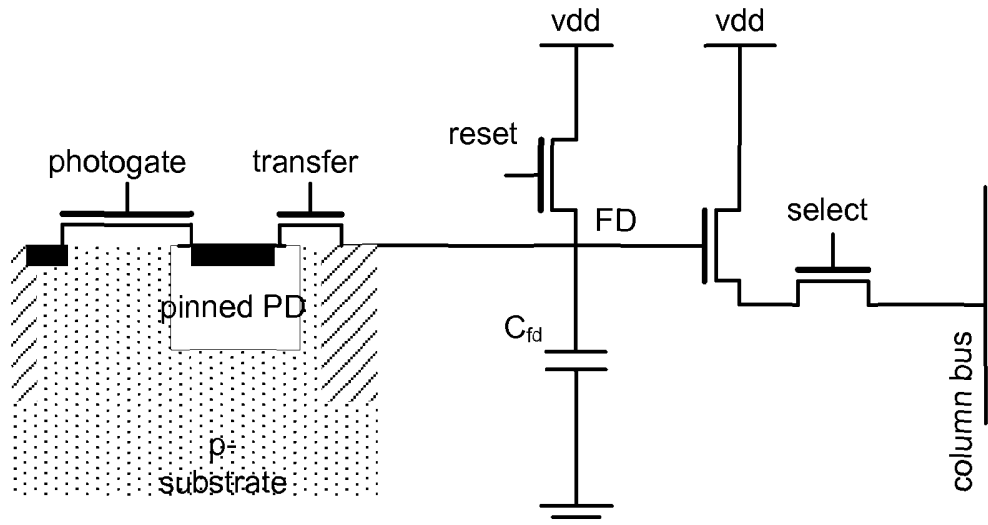 vdd
vdd
reset
photogate
transfer
FD
select
pinned PD
Cfd
column bus
p-
substrate